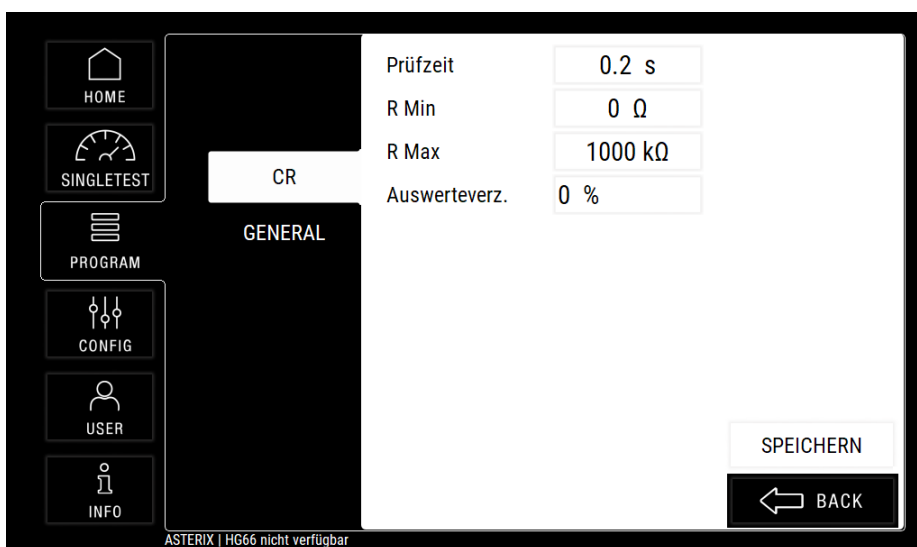 HOME
SINGLETEST
PROGRAM
CONFIG
USER
INFO
CR
GENERAL
Prüfzeit 0.2 s
R Min 0 Ω
R Max 1000 kΩ
Auswerteverz. 0 %
SPEICHERN
BACK
ASTERIX | HG66 nicht verfügbar